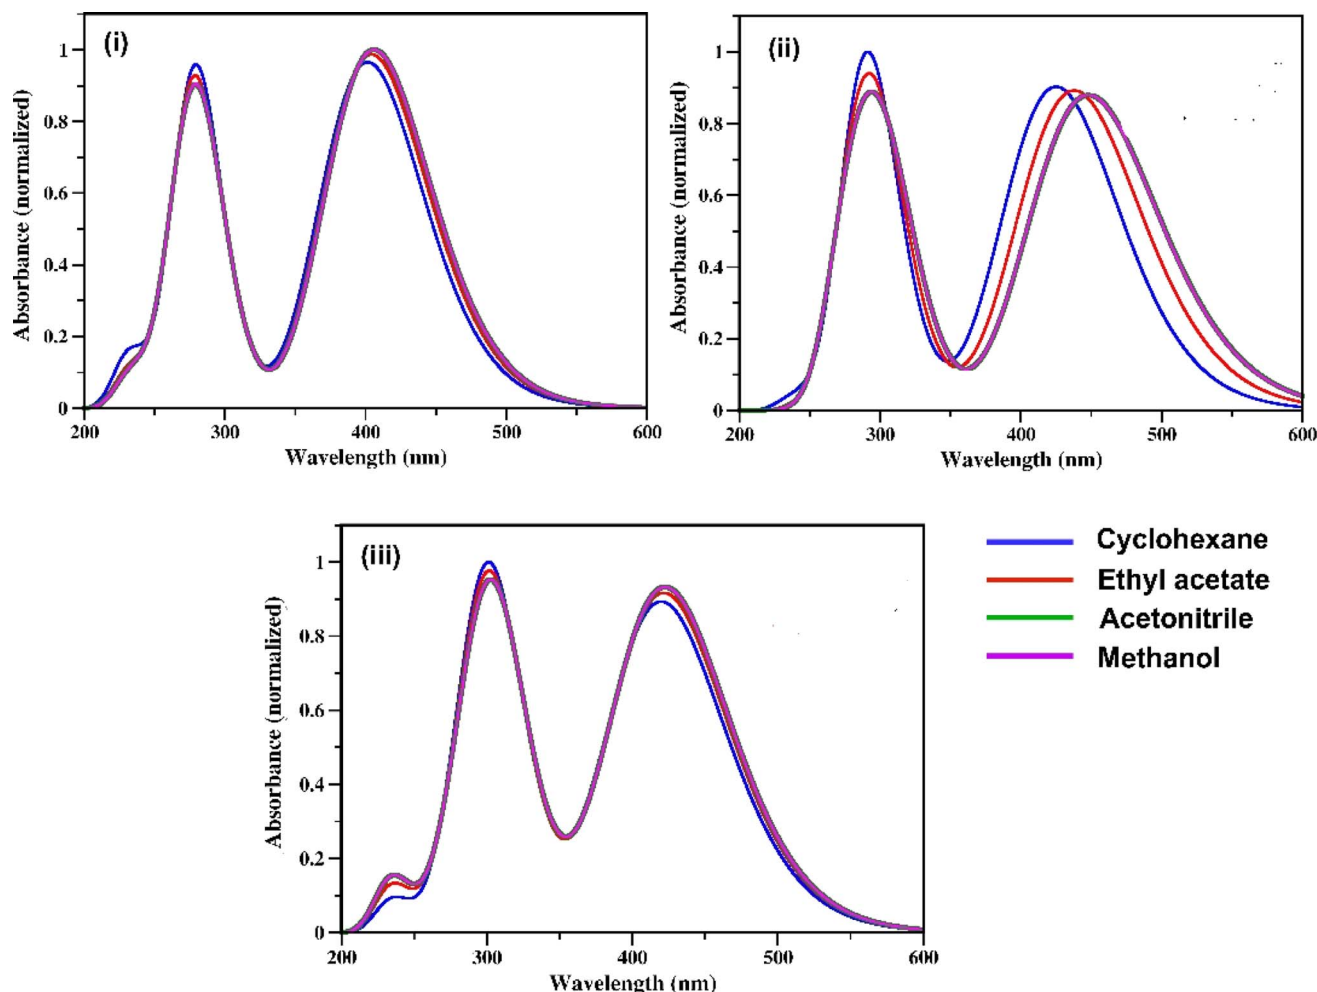 (i)
Absorbance (normalized)
1
0.8
0.6
0.4
0.2
0
200
300
400
500
600
Wavelength (nm)
(ii)
Absorbance (normalized)
1
0.8
0.6
0.4
0.2
0
200
300
400
500
600
Wavelength (nm)
(iii)
Absorbance (normalized)
1
0.8
0.6
0.4
0.2
0
200
300
400
500
600
Wavelength (nm)
Cyclohexane
Ethyl acetate
Acetonitrile
Methanol